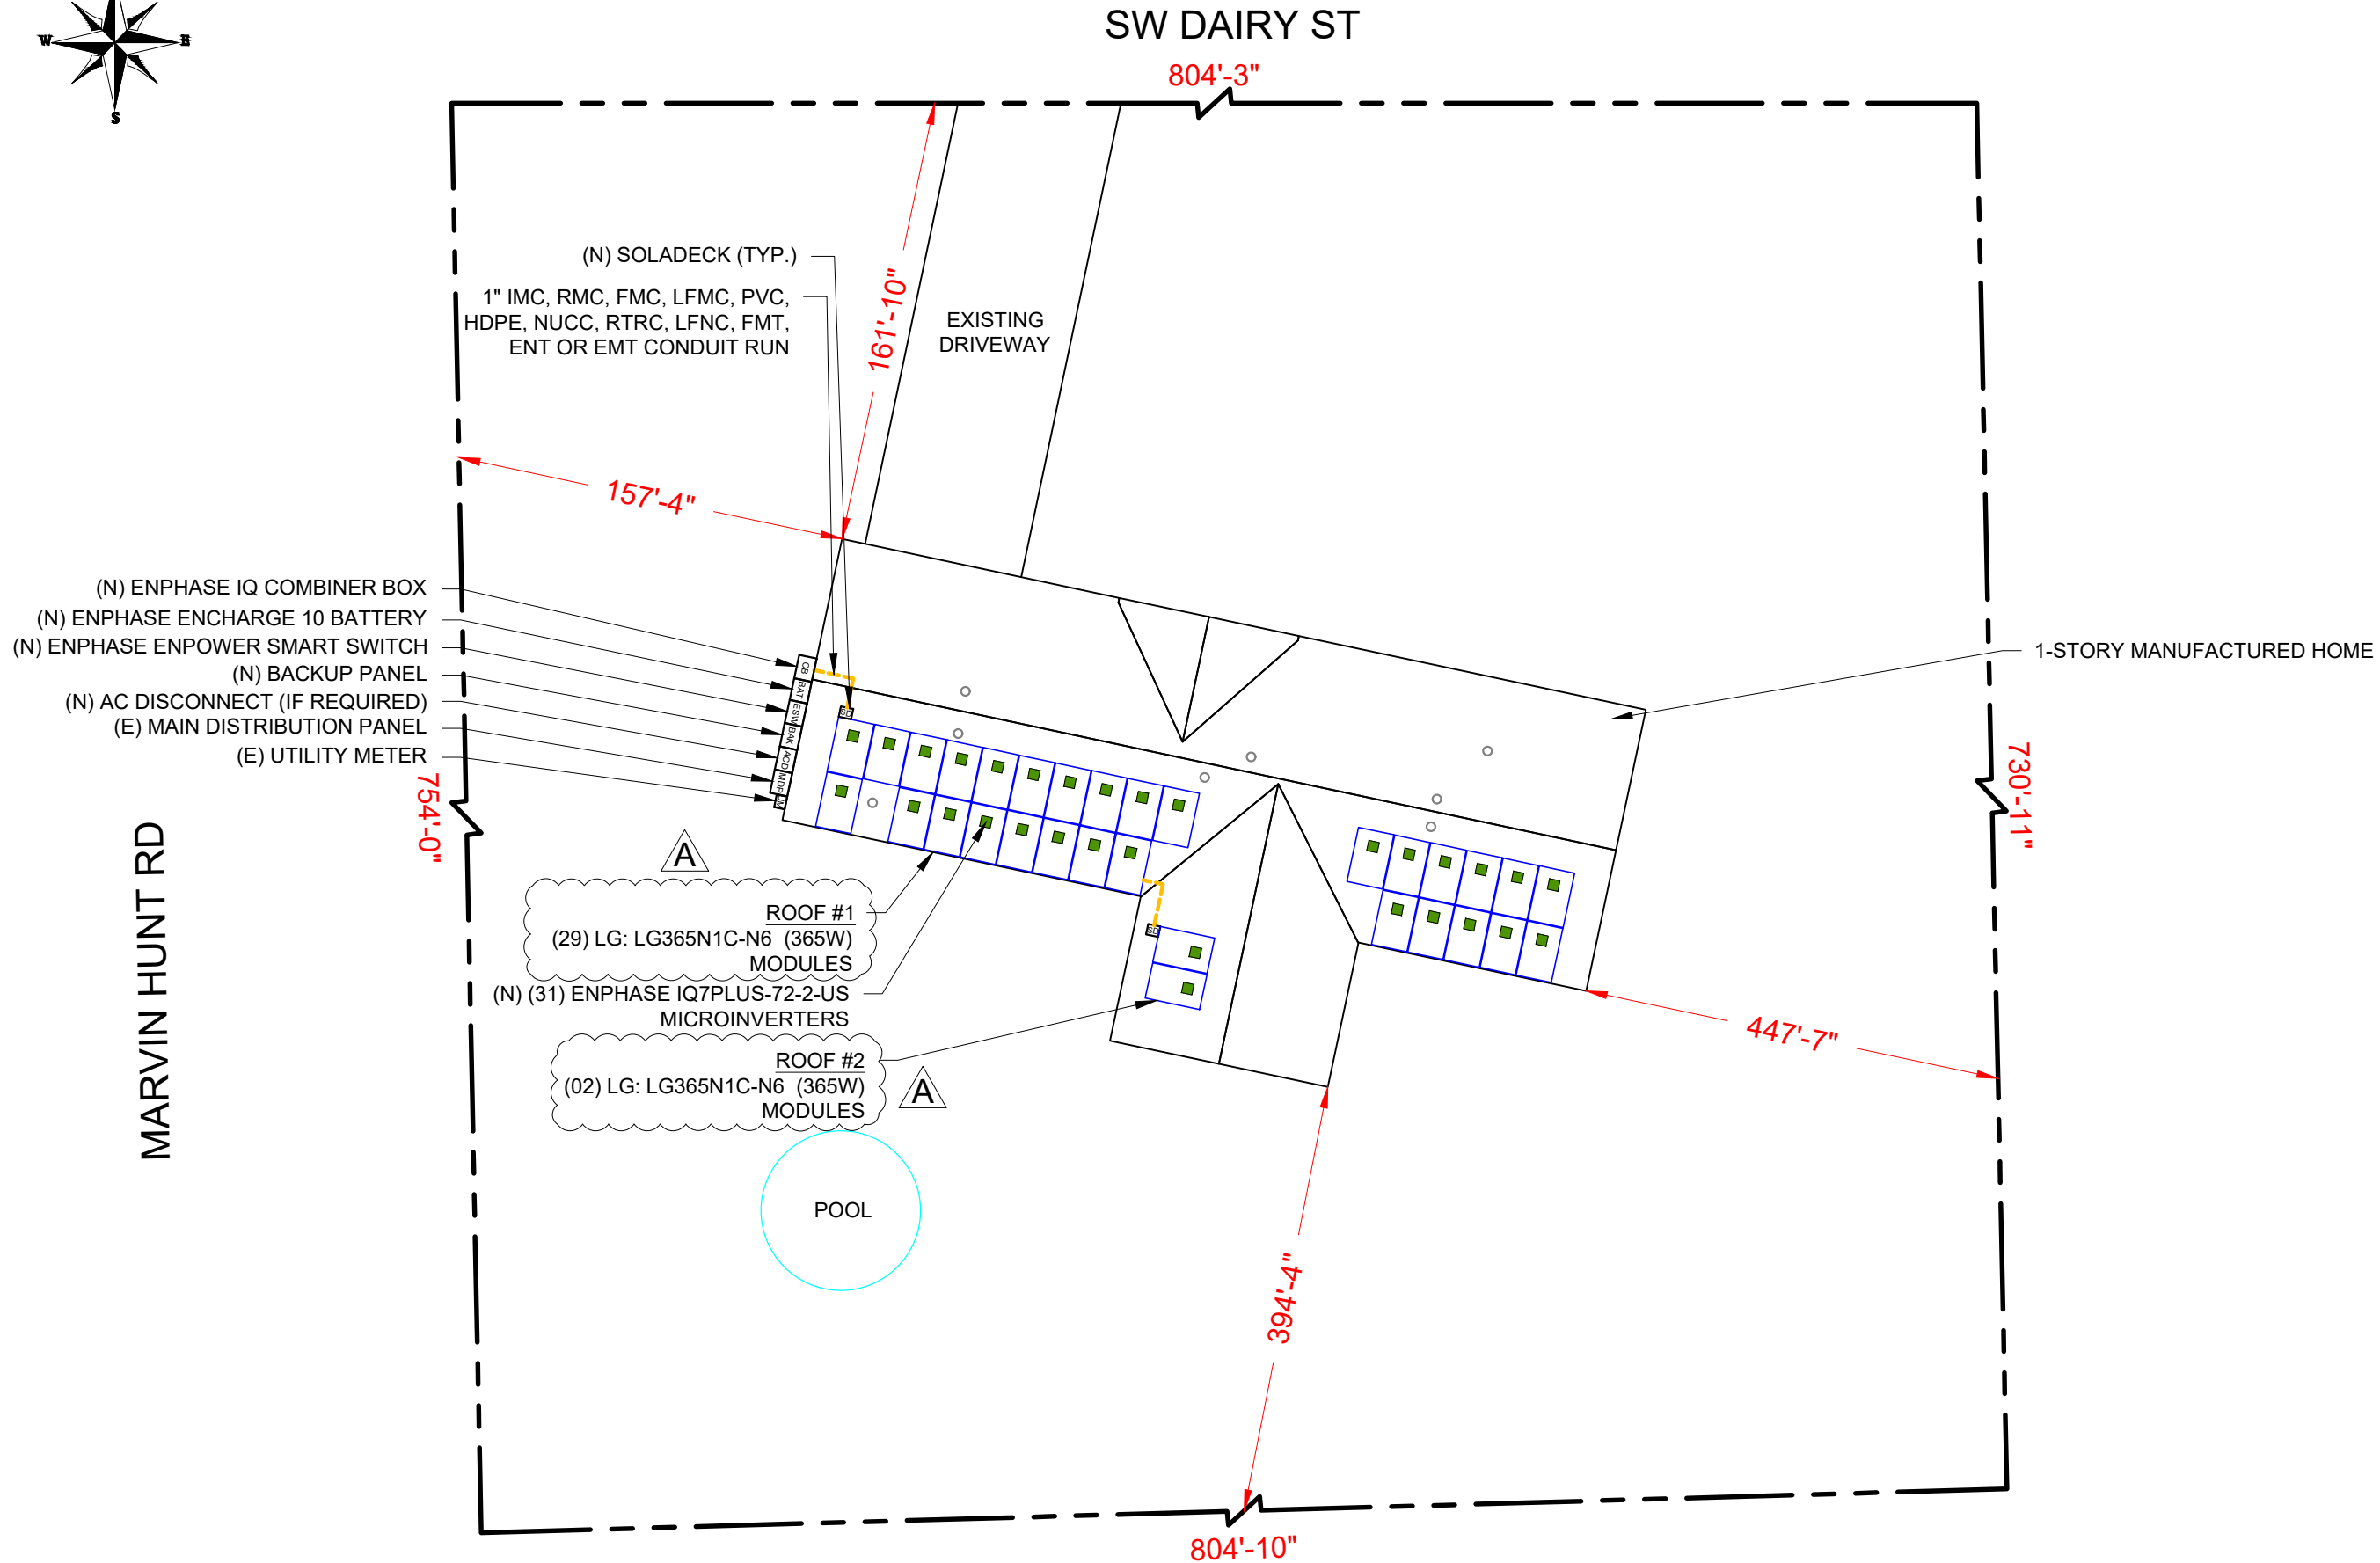 SW DAIRY ST
804'-3"
W
E
S
(N) SOLADECK (TYP.)
1" IMC, RMC, FMC, LFMC, PVC,
HDPE, NUCC, RTRC, LFNC, FMT,
ENT OR EMT CONDUIT RUN
161'-10"
EXISTING
DRIVEWAY
157'-4"
(N) ENPHASE IQ COMBINER BOX
(N) ENPHASE ENCHARGE 10 BATTERY
(N) ENPHASE ENPOWER SMART SWITCH
(N) BACKUP PANEL
(N) AC DISCONNECT (IF REQUIRED)
(E) MAIN DISTRIBUTION PANEL
(E) UTILITY METER
CB
BAT
ESW
BAK
ACD
MDP
UM
SD
1-STORY MANUFACTURED HOME
754'-0"
730'-11"
MARVIN HUNT RD
A
ROOF #1
(29) LG: LG365N1C-N6 (365W)
MODULES
(N) (31) ENPHASE IQ7PLUS-72-2-US
MICROINVERTERS
SD
ROOF #2
(02) LG: LG365N1C-N6 (365W)
MODULES
A
447'-7"
POOL
394'-4"
804'-10"